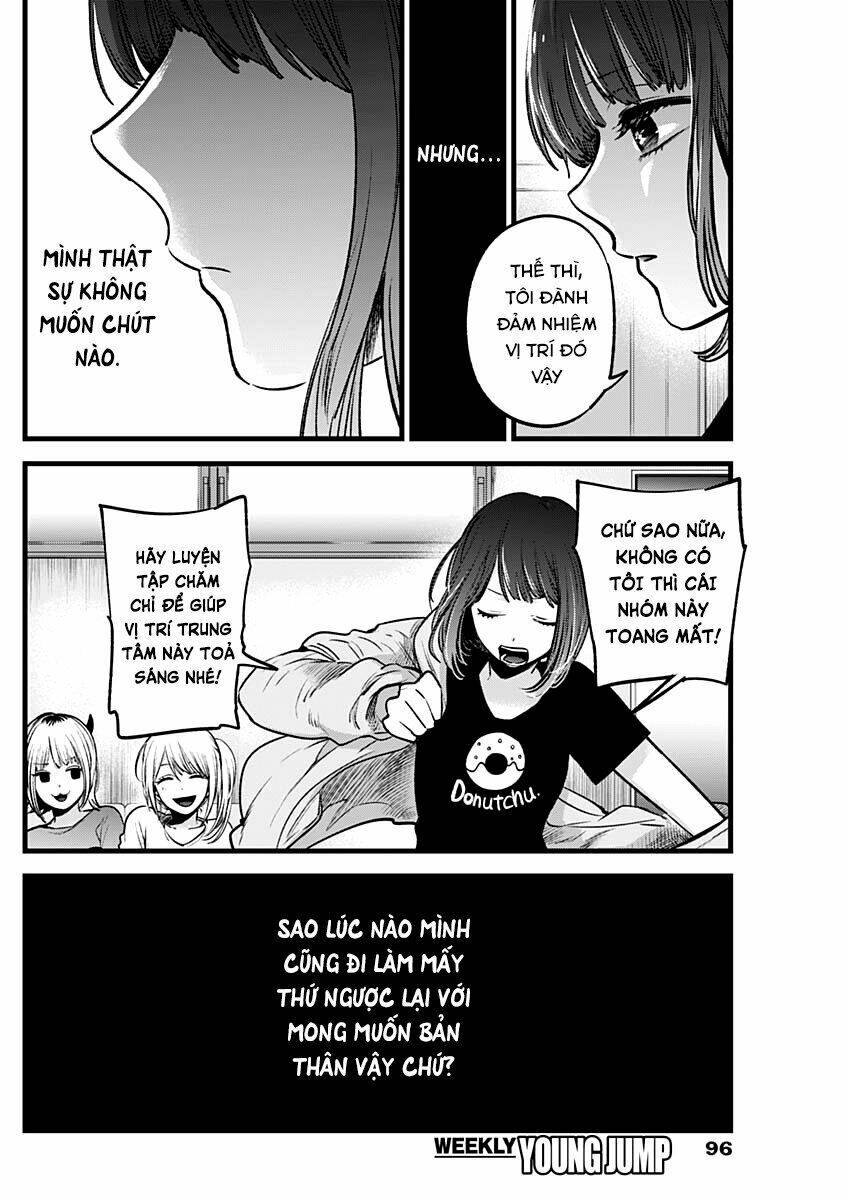 THẾ THÌ,
TÔI ĐÀNH
ĐẢM NHIỆM
VỊ TRÍ ĐÓ
VẬY
NHƯNG...
MÌNH THẬT
SỰ KHÔNG
MUỐN CHÚT
NÀO.
CHỨ SAO NỮA,
KHÔNG CÓ
TÔI THÌ CÁI
NHÓM NÀY
TOANG MẤT!
HÃY LUYỆN
TẬP CHĂM
CHỈ ĐỂ GIÚP
VỊ TRÍ TRUNG
TÂM NÀY TOẢ
SÁNG NHÉ!
Donutchu.
SAO LÚC NÀO MÌNH
CŨNG ĐI LÀM MẤY
THỨ NGƯỢC LẠI VỚI
MONG MUỐN BẢN
THÂN VẬY CHỨ?
WEEKLY YOUNG JUMP 96